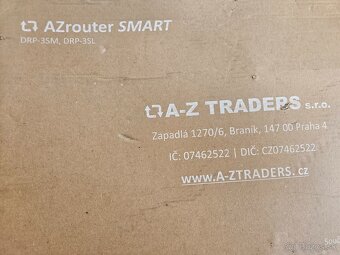 AZrouter SMART
DRP-3SM, DRP-3SL
A-Z TRADERS s.r.o.
Zapadlá 1270/6, Braník, 147 00 Praha 4
IČ: 07462522 | DIČ: CZ07462522
www.A-ZTRADERS.cz